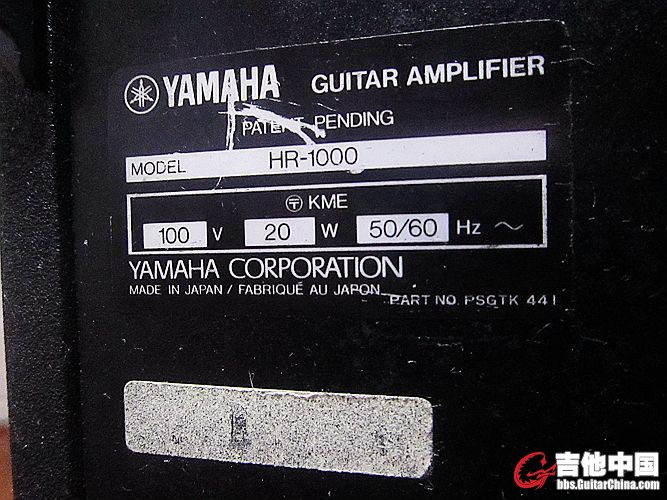 YAMAHA GUITAR AMPLIFIER
PATENT PENDING
MODEL HR-1000
〒 KME
100 V 20 W 50/60 Hz ~
YAMAHA CORPORATION
MADE IN JAPAN / FABRIQUÉ AU JAPON
PART NO. PSGTK 441
吉他中国
bbs.GuitarChina.com